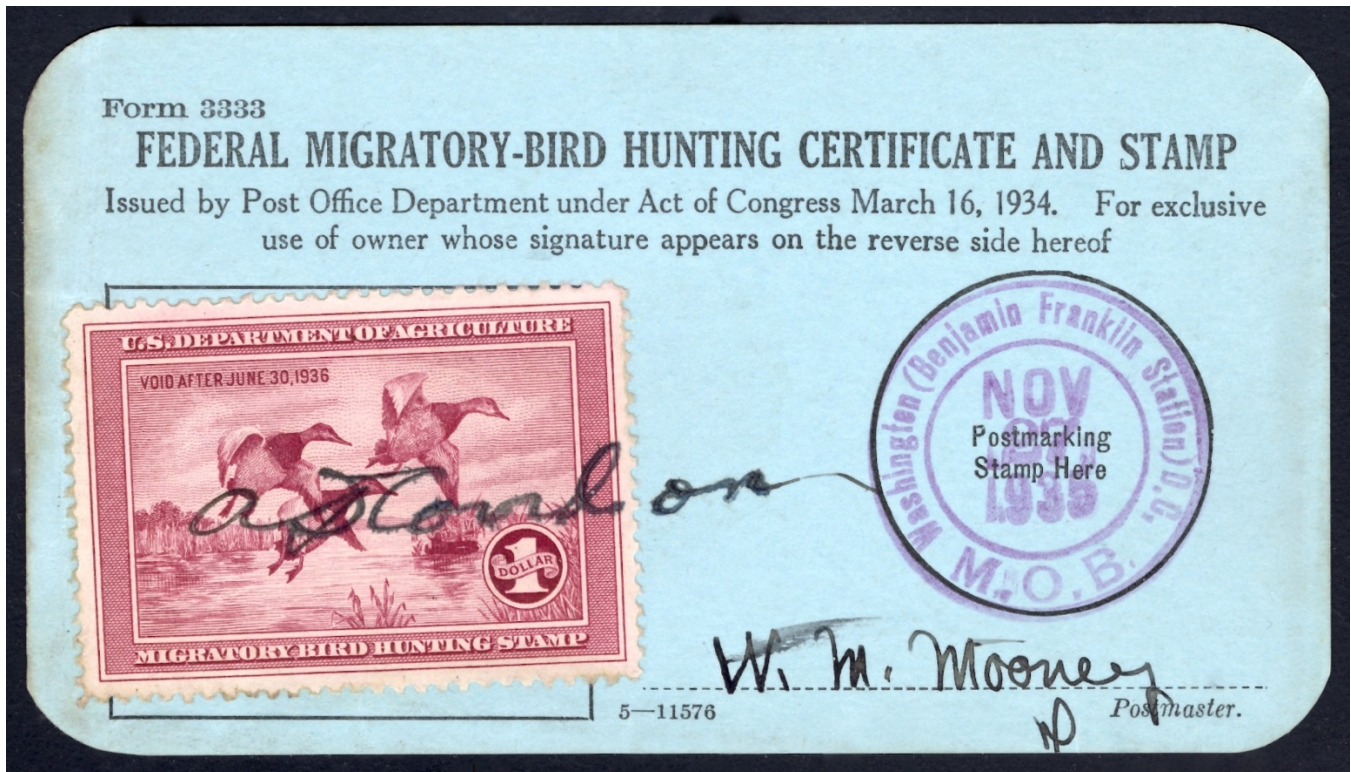 Form 3333
FEDERAL MIGRATORY-BIRD HUNTING CERTIFICATE AND STAMP
Issued by Post Office Department under Act of Congress March 16, 1934. For exclusive
use of owner whose signature appears on the reverse side hereof
U.S. DEPARTMENT OF AGRICULTURE
VOID AFTER JUNE 30, 1936
1
DOLLAR
MIGRATORY BIRD HUNTING STAMP
Washington (Benjamin Franklin Station) D.C.
NOV
1935
M.O.B.
Postmarking
Stamp Here
W. M. Mooney
5—11576
Postmaster.